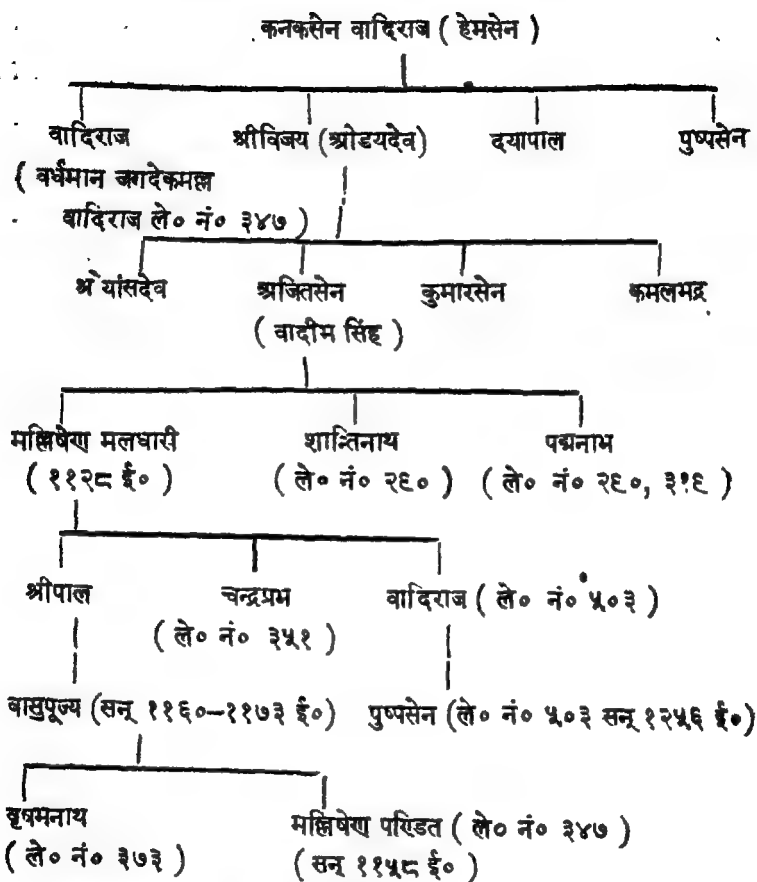 कनकसेन वादिराज ( हेमसेन )
वादिराज श्रीविजय (ओडयदेव) दयापाल पुष्पसेन
( वर्धमान जगदेकमल्ल
वादिराज ले० नं० ३४७ )
श्रेयांसदेव अजितसेन कुमारसेन कमलभद्र
( वादीभ सिंह )
मल्लिषेण मलधारी शान्तिनाथ पद्मनाभ
( ११२८ ई० ) ( ले० नं० २६० ) ( ले० नं० २६०, ३१६ )
श्रीपाल चन्द्रप्रभ वादिराज ( ले० नं० ५०३ )
( ले० नं० ३५१ )
वासुपूज्य (सन् ११६०–११७३ ई०) पुष्पसेन (ले० नं० ५०३ सन् १२५६ ई०)
वृषभनाथ मल्लिषेण पण्डित ( ले० नं० ३४७ )
( ले० नं० ३७३ ) (सन् ११५८ ई०)